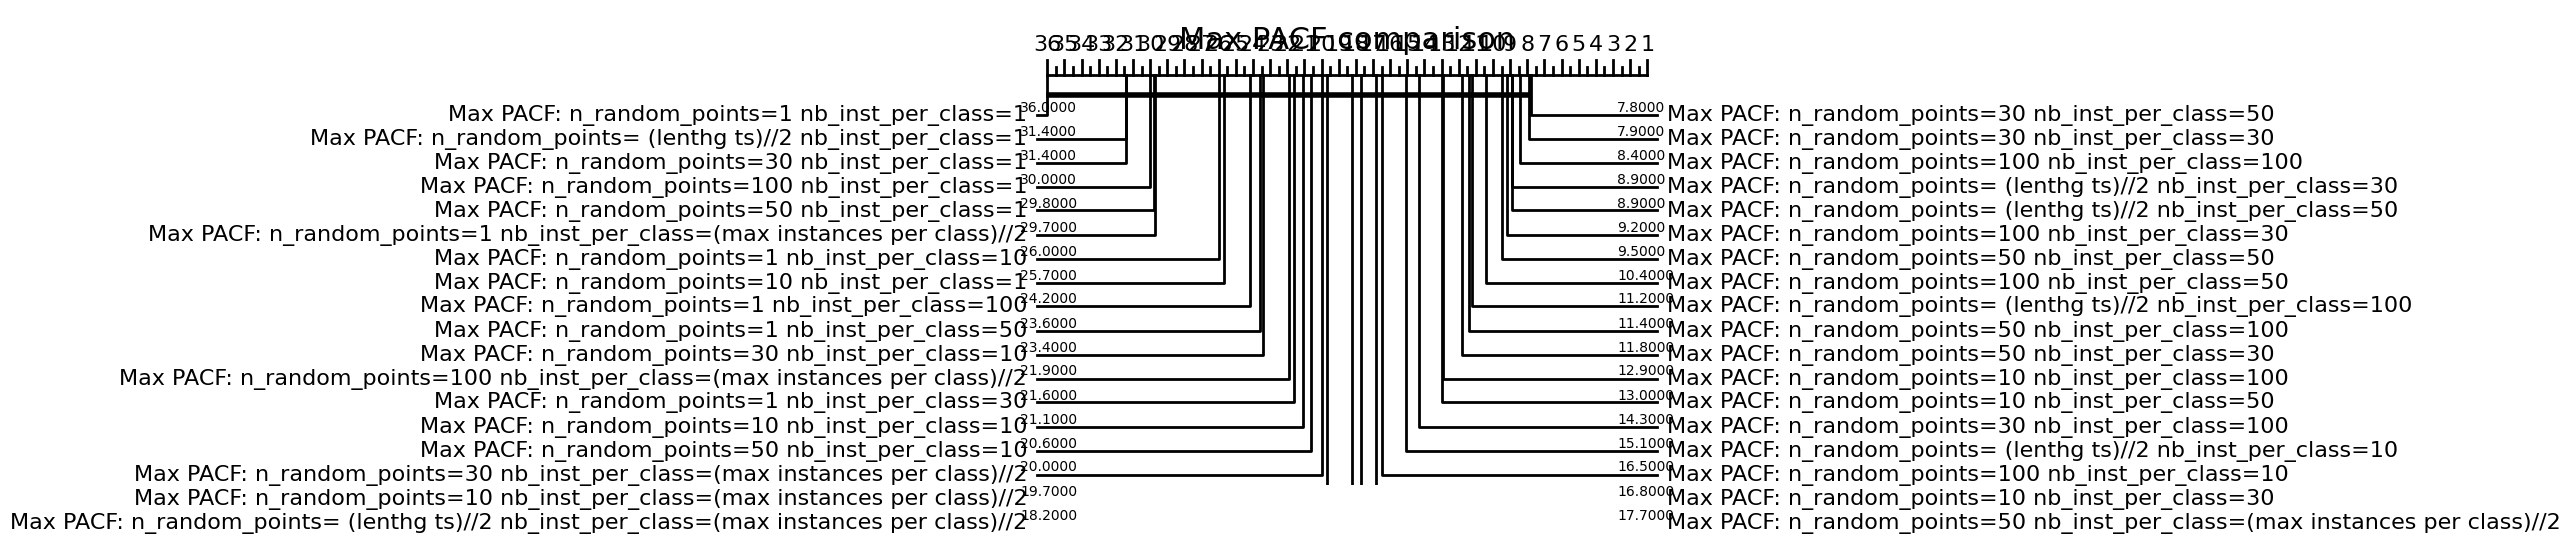 Max PACF comparison
36 35 34 33 32 31 30 29 28 27 26 25 24 23 22 21 20 19 18 17 16 15 14 13 12 11 10 9 8 7 6 5 4 3 2 1
Max PACF: n_random_points=1 nb_inst_per_class=1 36.0000 7.8000 Max PACF: n_random_points=30 nb_inst_per_class=50
Max PACF: n_random_points= (lenthg ts)//2 nb_inst_per_class=1 31.4000 7.9000 Max PACF: n_random_points=30 nb_inst_per_class=30
Max PACF: n_random_points=30 nb_inst_per_class=1 31.4000 8.4000 Max PACF: n_random_points=100 nb_inst_per_class=100
Max PACF: n_random_points=100 nb_inst_per_class=1 30.0000 8.9000 Max PACF: n_random_points= (lenthg ts)//2 nb_inst_per_class=30
Max PACF: n_random_points=50 nb_inst_per_class=1 29.8000 8.9000 Max PACF: n_random_points= (lenthg ts)//2 nb_inst_per_class=50
Max PACF: n_random_points=1 nb_inst_per_class=(max instances per class)//2 29.7000 9.2000 Max PACF: n_random_points=100 nb_inst_per_class=30
Max PACF: n_random_points=1 nb_inst_per_class=10 26.0000 9.5000 Max PACF: n_random_points=50 nb_inst_per_class=50
Max PACF: n_random_points=10 nb_inst_per_class=1 25.7000 10.4000 Max PACF: n_random_points=100 nb_inst_per_class=50
Max PACF: n_random_points=1 nb_inst_per_class=100 24.2000 11.2000 Max PACF: n_random_points= (lenthg ts)//2 nb_inst_per_class=100
Max PACF: n_random_points=1 nb_inst_per_class=50 23.6000 11.4000 Max PACF: n_random_points=50 nb_inst_per_class=100
Max PACF: n_random_points=30 nb_inst_per_class=10 23.4000 11.8000 Max PACF: n_random_points=50 nb_inst_per_class=30
Max PACF: n_random_points=100 nb_inst_per_class=(max instances per class)//2 21.9000 12.9000 Max PACF: n_random_points=10 nb_inst_per_class=100
Max PACF: n_random_points=1 nb_inst_per_class=30 21.6000 13.0000 Max PACF: n_random_points=10 nb_inst_per_class=50
Max PACF: n_random_points=10 nb_inst_per_class=10 21.1000 14.3000 Max PACF: n_random_points=30 nb_inst_per_class=100
Max PACF: n_random_points=50 nb_inst_per_class=10 20.6000 15.1000 Max PACF: n_random_points= (lenthg ts)//2 nb_inst_per_class=10
Max PACF: n_random_points=30 nb_inst_per_class=(max instances per class)//2 20.0000 16.5000 Max PACF: n_random_points=100 nb_inst_per_class=10
Max PACF: n_random_points=10 nb_inst_per_class=(max instances per class)//2 19.7000 16.8000 Max PACF: n_random_points=10 nb_inst_per_class=30
Max PACF: n_random_points= (lenthg ts)//2 nb_inst_per_class=(max instances per class)//2 18.2000 17.7000 Max PACF: n_random_points=50 nb_inst_per_class=(max instances per class)//2